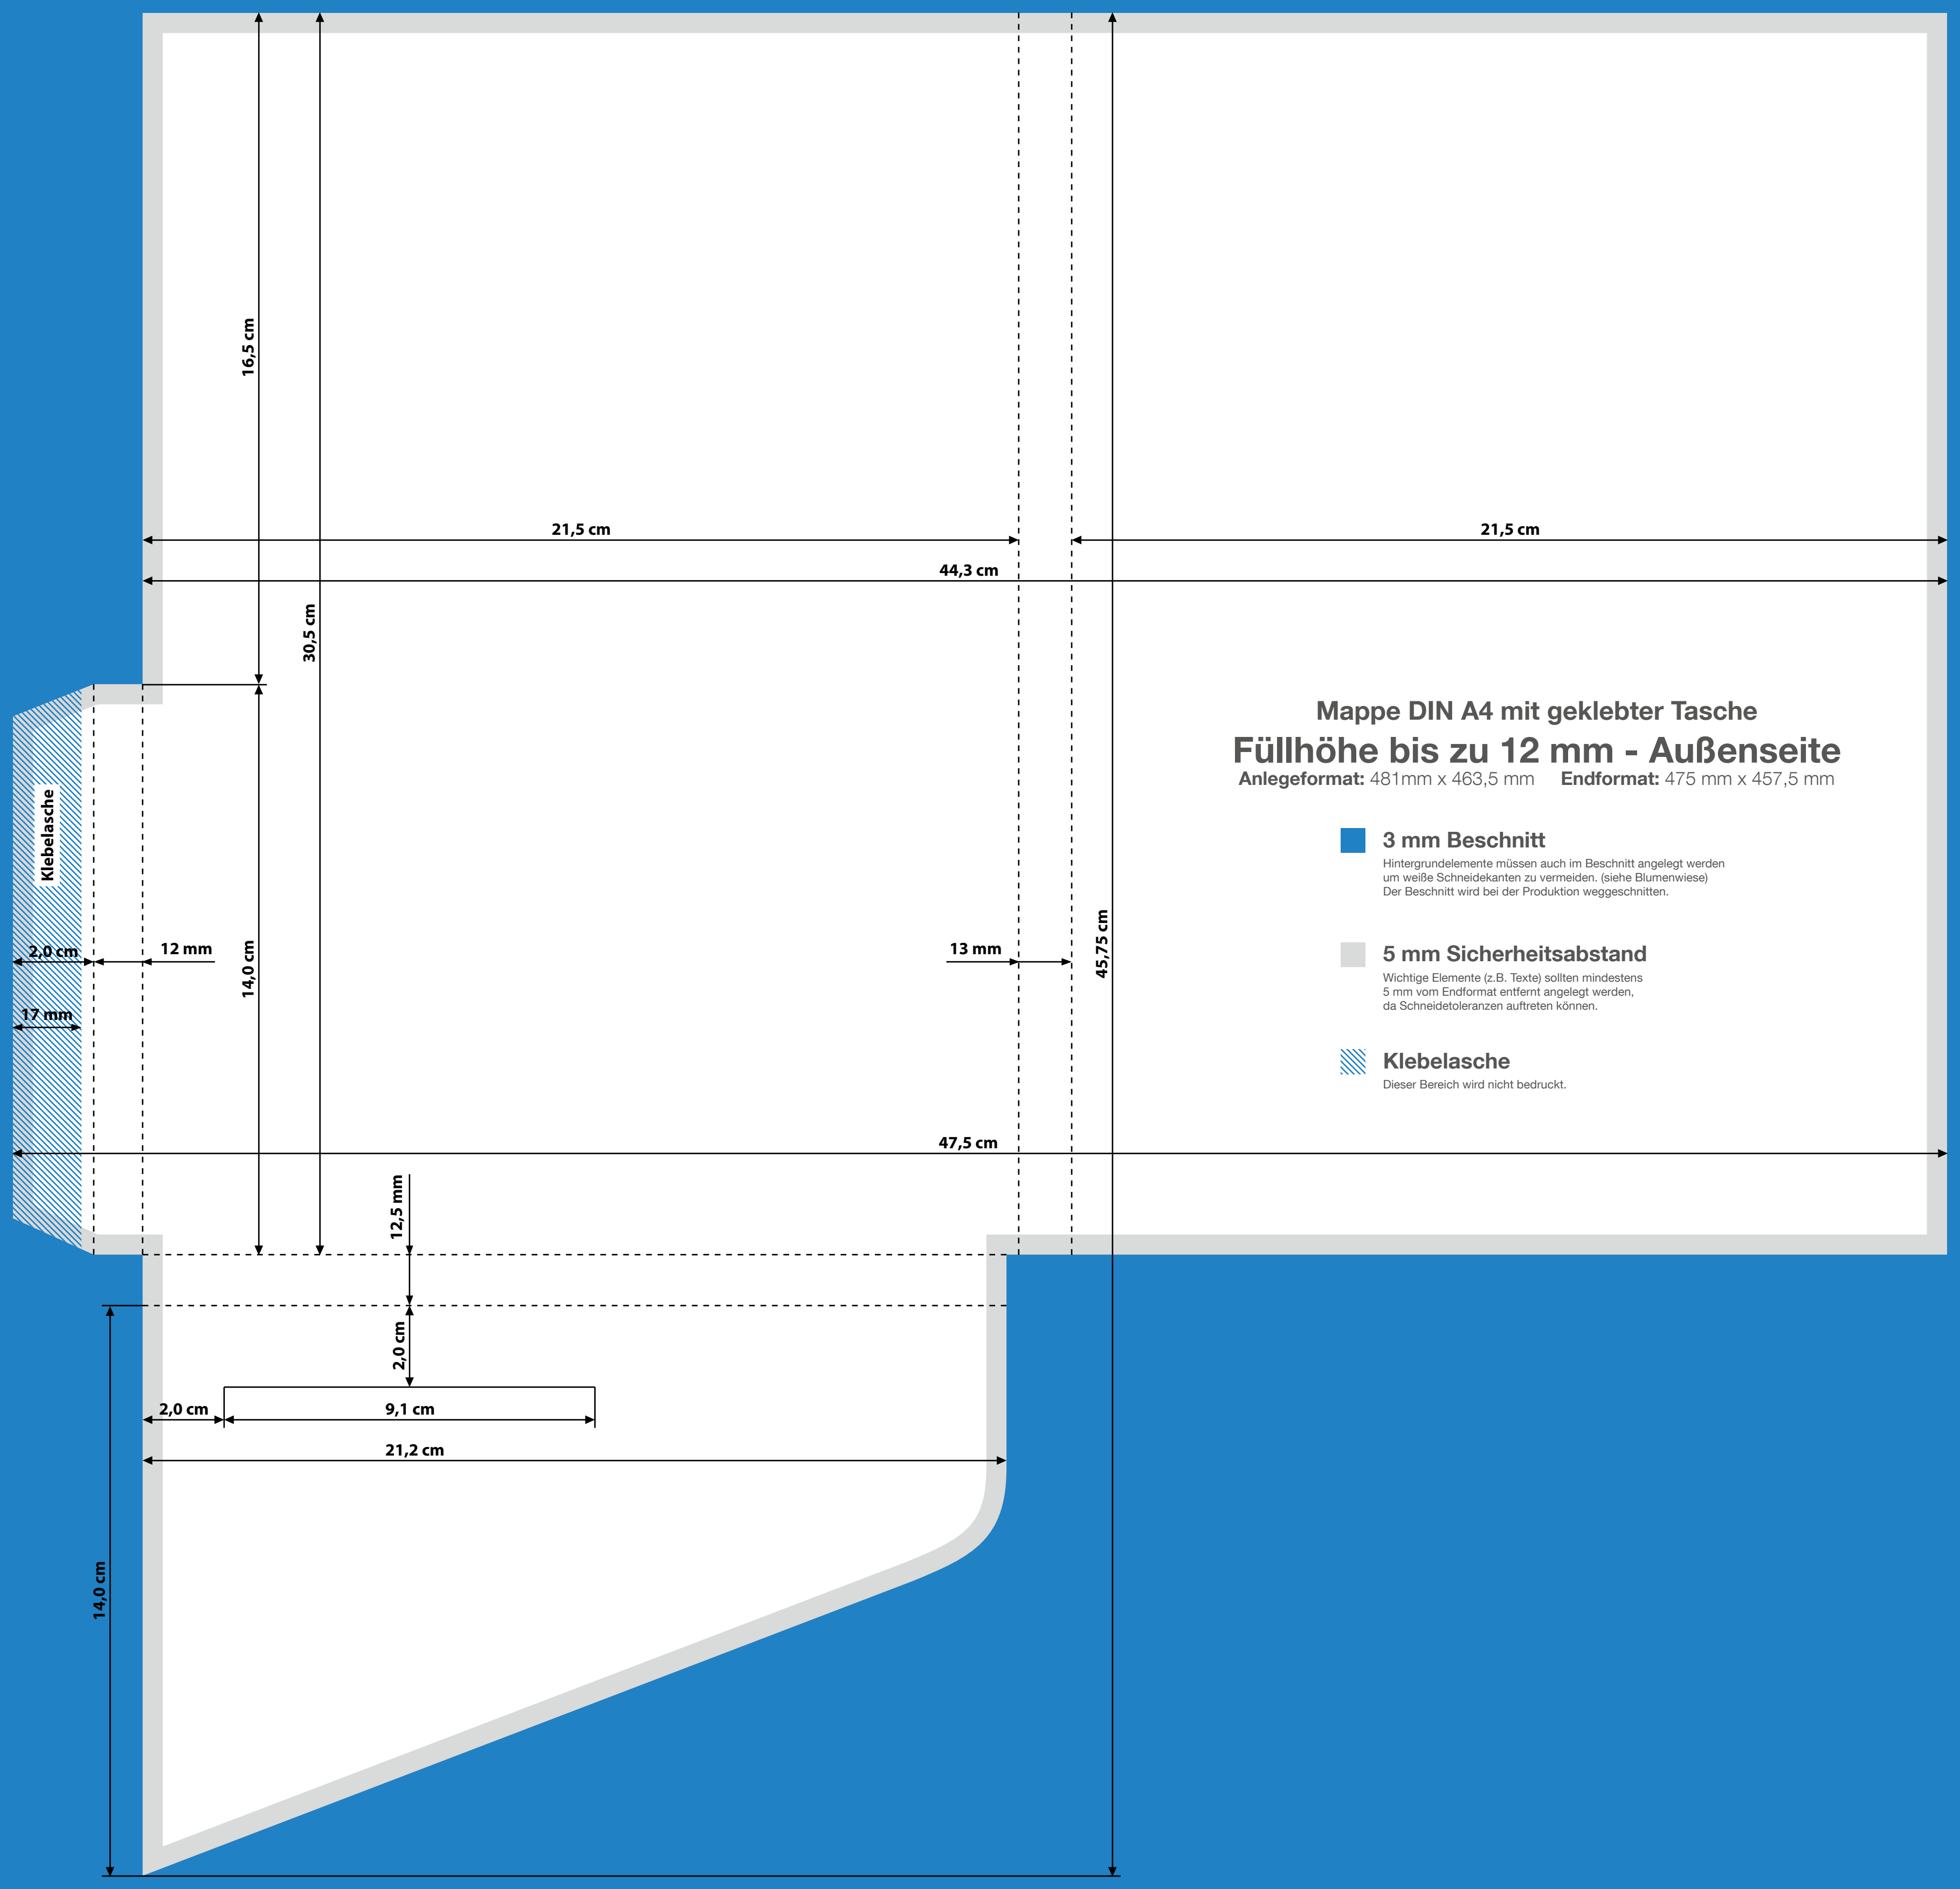 16,5 cm
21,5 cm
21,5 cm
44,3 cm
30,5 cm
Mappe DIN A4 mit geklebter Tasche
Füllhöhe bis zu 12 mm - Außenseite
Anlegeformat: 481mm x 463,5 mm Endformat: 475 mm x 457,5 mm
Klebelasche
3 mm Beschnitt
Hintergrundelemente müssen auch im Beschnitt angelegt werden
um weiße Schneidekanten zu vermeiden. (siehe Blumenwiese)
Der Beschnitt wird bei der Produktion weggeschnitten.
2,0 cm
12 mm
14,0 cm
13 mm
45,75 cm
5 mm Sicherheitsabstand
Wichtige Elemente (z.B. Texte) sollten mindestens
5 mm vom Endformat entfernt angelegt werden,
da Schneidetoleranzen auftreten können.
17 mm
Klebelasche
Dieser Bereich wird nicht bedruckt.
47,5 cm
12,5 mm
2,0 cm
2,0 cm
9,1 cm
21,2 cm
14,0 cm